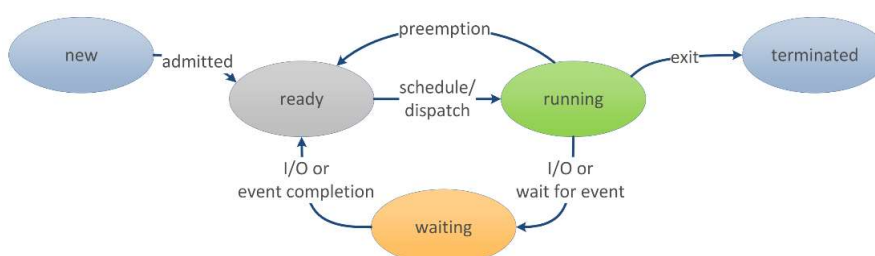 new
admitted
preemption
exit
terminated
ready
schedule/
dispatch
running
I/O or
event completion
I/O or
wait for event
waiting